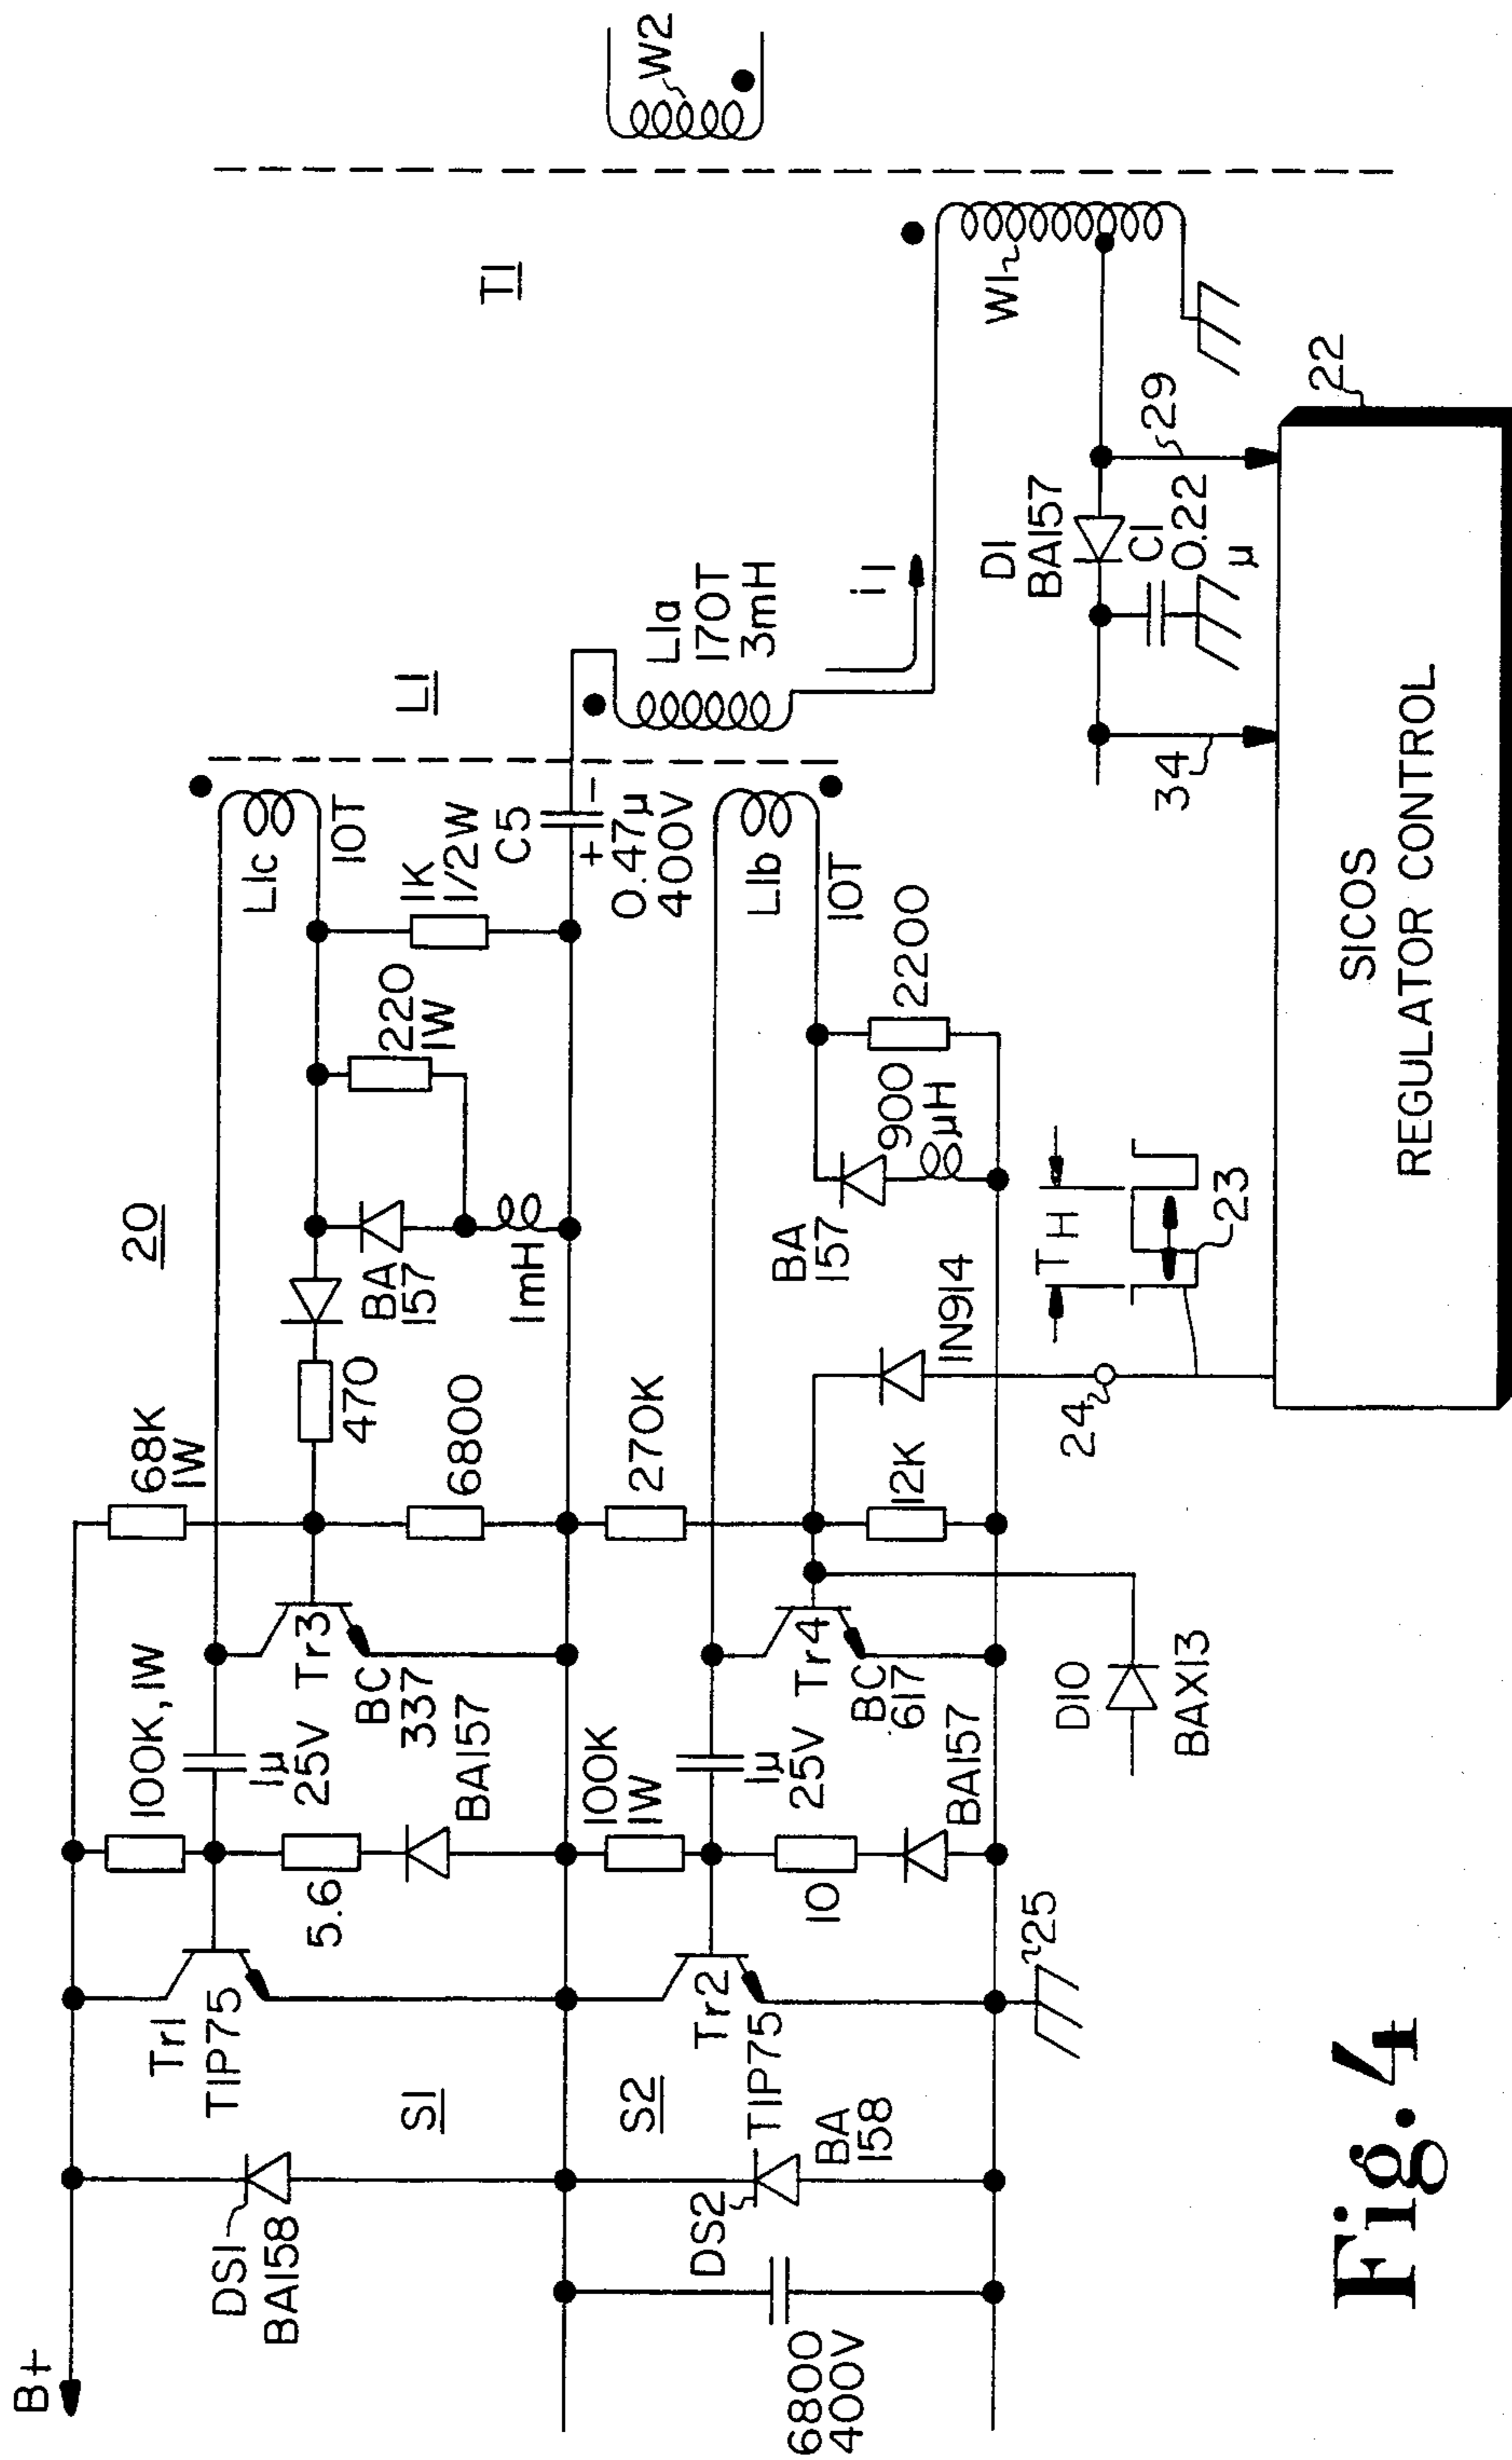 B+
DS1
BA158
Tr1
TIP75
S1
100K,1W
5.6
1µ
25V
Tr3
BC
337
BA157
68K
1W
470
6800
20
BA
157
1mH
220
1W
1K
1/2W
L1c
10T
L1
C5
+
−
0.47µ
400V
L1a
170T
3mH
i1
T1
W2
W1
6800
400V
DS2
BA
158
S2
Tr2
TIP75
25
100K
1W
10
1µ
25V
Tr4
BC
617
BA157
D10
BAX13
270K
12K
1N914
24
BA
157
900
µH
2200
L1b
10T
TH
23
34
D1
BA157
C1
0.22
µ
29
22
SICOS
REGULATOR CONTROL
Fig. 4